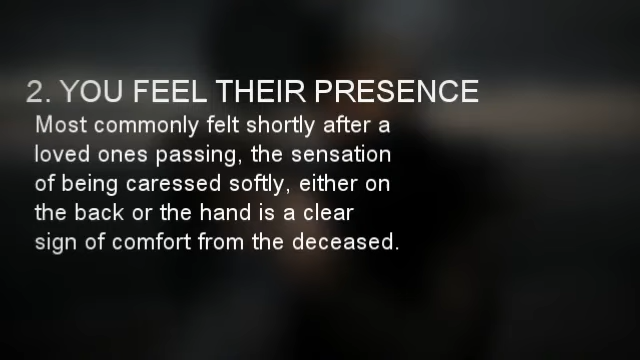 2. YOU FEEL THEIR PRESENCE
Most commonly felt shortly after a
loved ones passing, the sensation
of being caressed softly, either on
the back or the hand is a clear
sign of comfort from the deceased.